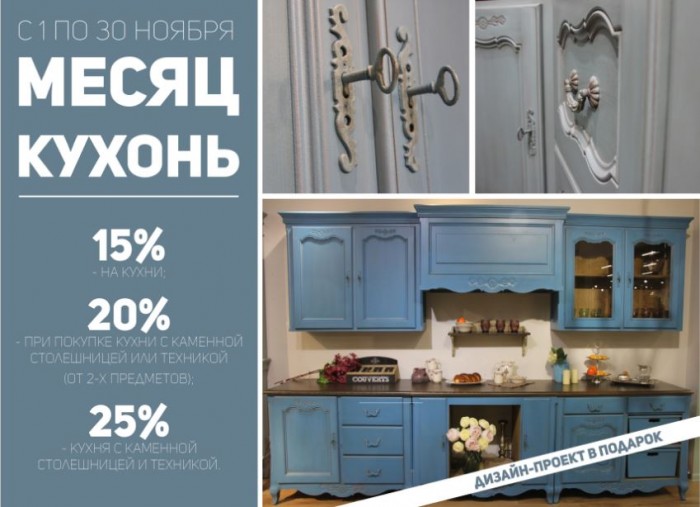 С 1 ПО 30 НОЯБРЯ
МЕСЯЦ
КУХОНЬ
15%
- НА КУХНИ;
20%
- ПРИ ПОКУПКЕ КУХНИ С КАМЕННОЙ
СТОЛЕШНИЦЕЙ ИЛИ ТЕХНИКОЙ
(ОТ 2-Х ПРЕДМЕТОВ);
25%
- КУХНЯ С КАМЕННОЙ
СТОЛЕШНИЦЕЙ И ТЕХНИКОЙ.
COUVERTS
ДИЗАЙН-ПРОЕКТ В ПОДАРОК